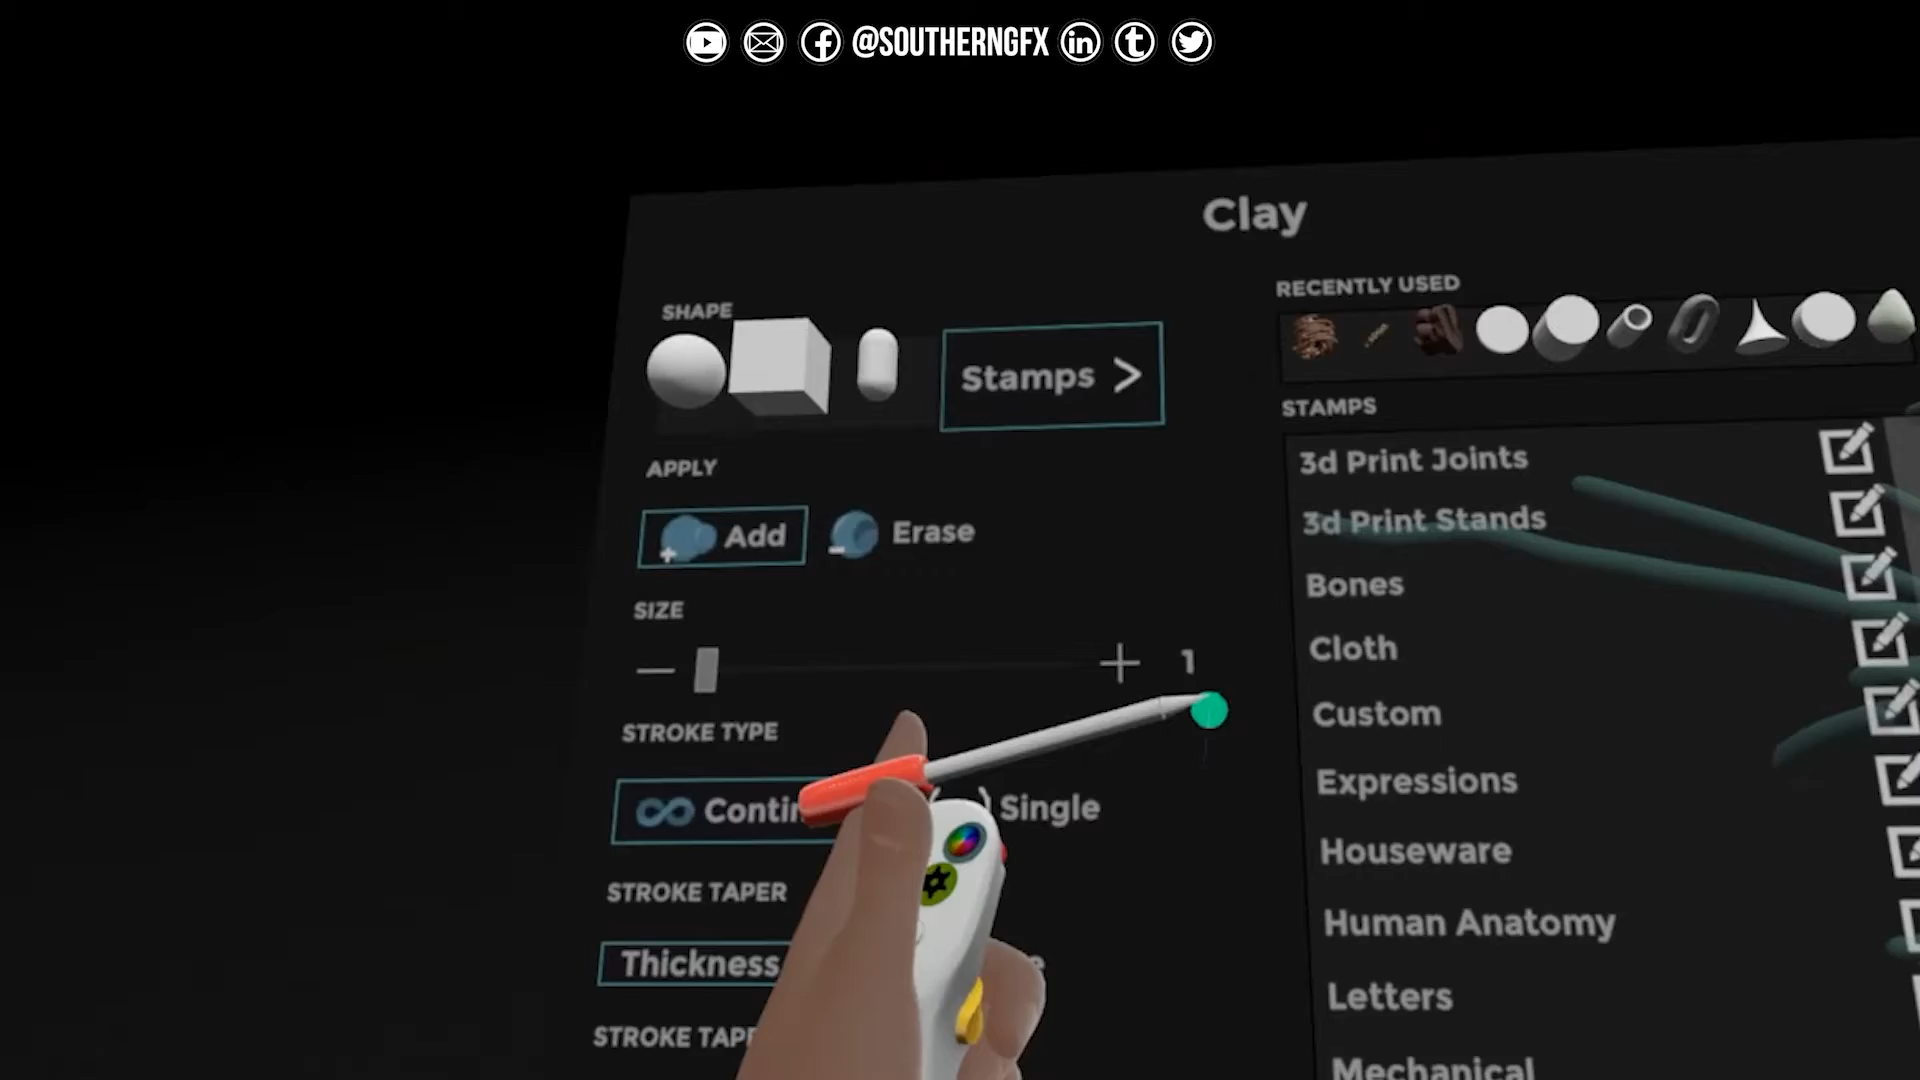 @SOUTHERNGFX
Clay
SHAPE
Stamps >
APPLY
Add
Erase
SIZE
1
STROKE TYPE
Single
STROKE TAPER
Thickness
RECENTLY USED
STAMPS
3d Print Joints
3d Print Stands
Bones
Cloth
Custom
Expressions
Houseware
Human Anatomy
Letters
Mechanical